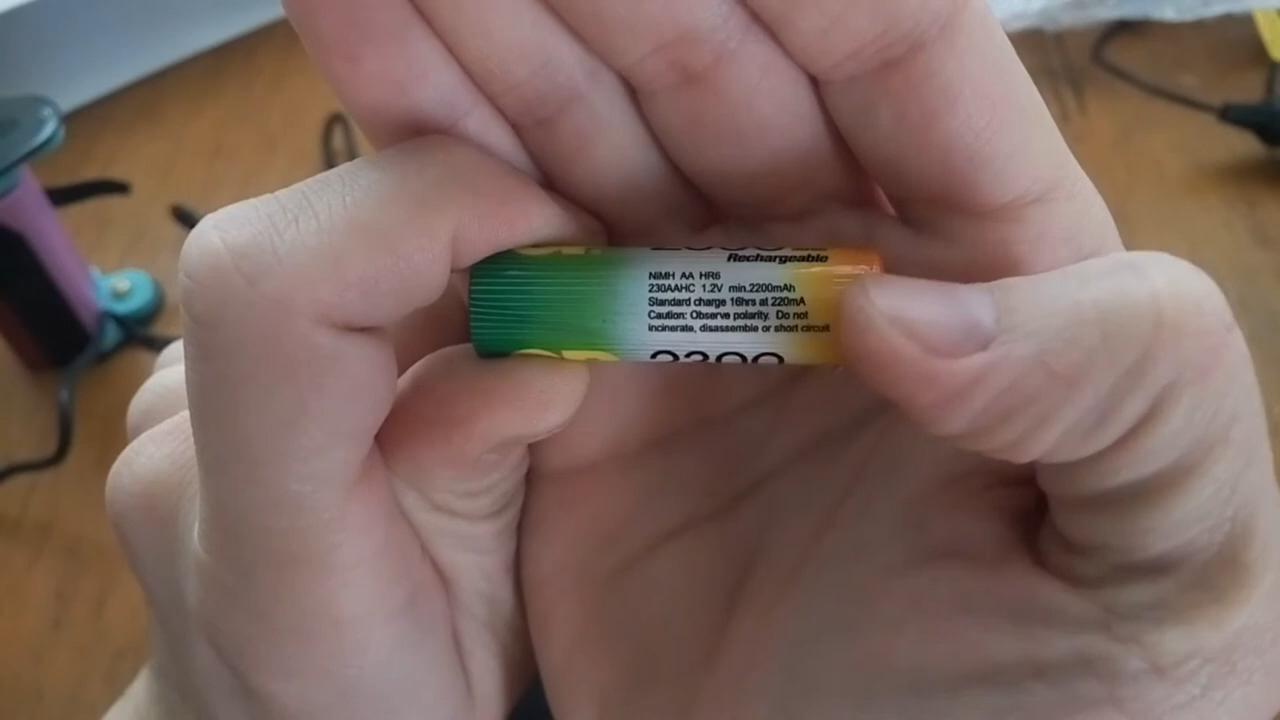 Rechargeable
NiMH AA HR6
230AAHC 1.2V min.2200mAh
Standard charge 16hrs at 220mA
Caution: Observe polarity. Do not
incinerate, disassemble or short circuit
2300